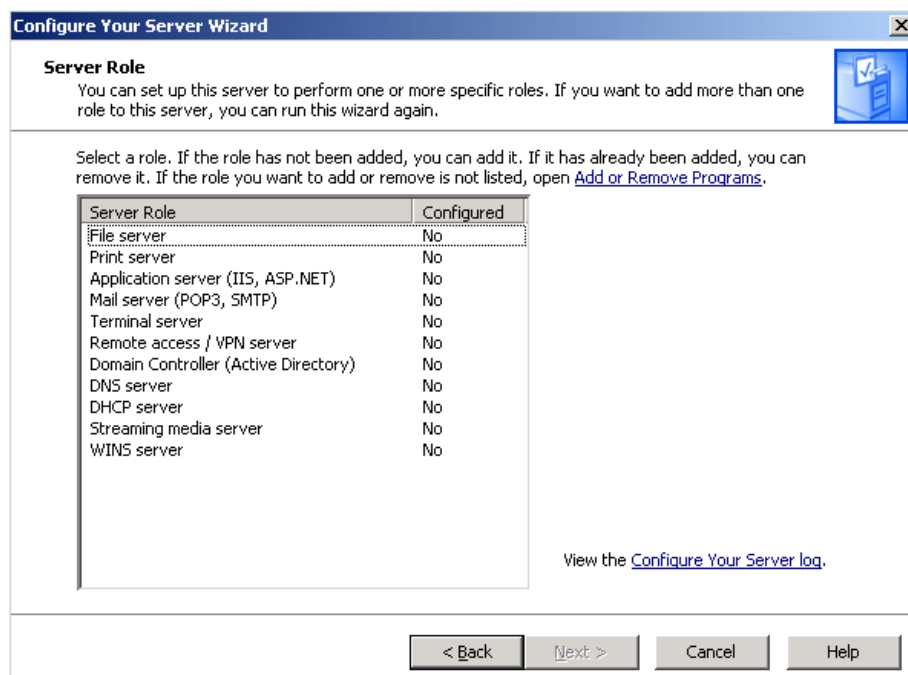 Configure Your Server Wizard
Server Role
You can set up this server to perform one or more specific roles. If you want to add more than one
role to this server, you can run this wizard again.
Select a role. If the role has not been added, you can add it. If it has already been added, you can
remove it. If the role you want to add or remove is not listed, open Add or Remove Programs.
Server Role Configured
File server No
Print server No
Application server (IIS, ASP.NET) No
Mail server (POP3, SMTP) No
Terminal server No
Remote access / VPN server No
Domain Controller (Active Directory) No
DNS server No
DHCP server No
Streaming media server No
WINS server No
View the Configure Your Server log.
< Back Next > Cancel Help